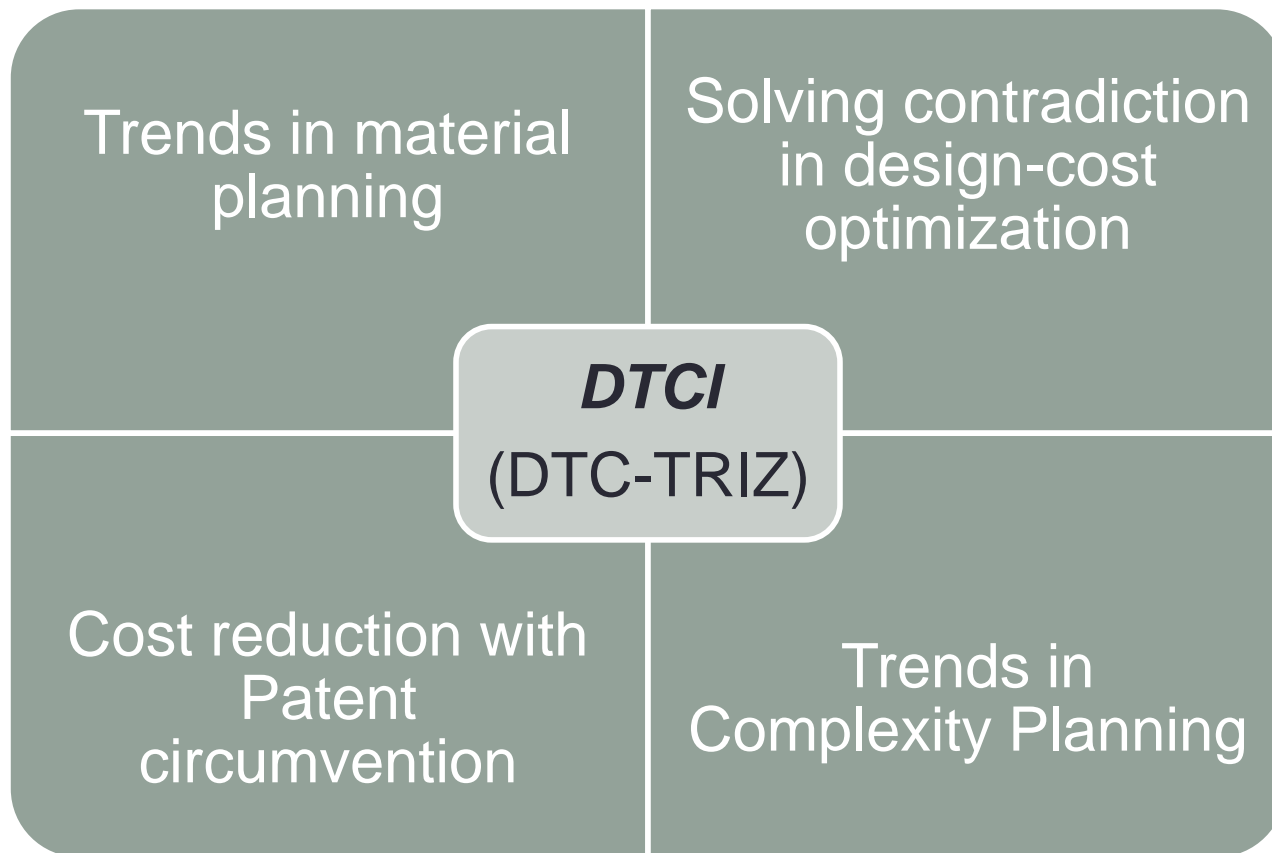 Trends in material
planning
Solving contradiction
in design-cost
optimization
DTCI
(DTC-TRIZ)
Cost reduction with
Patent
circumvention
Trends in
Complexity Planning